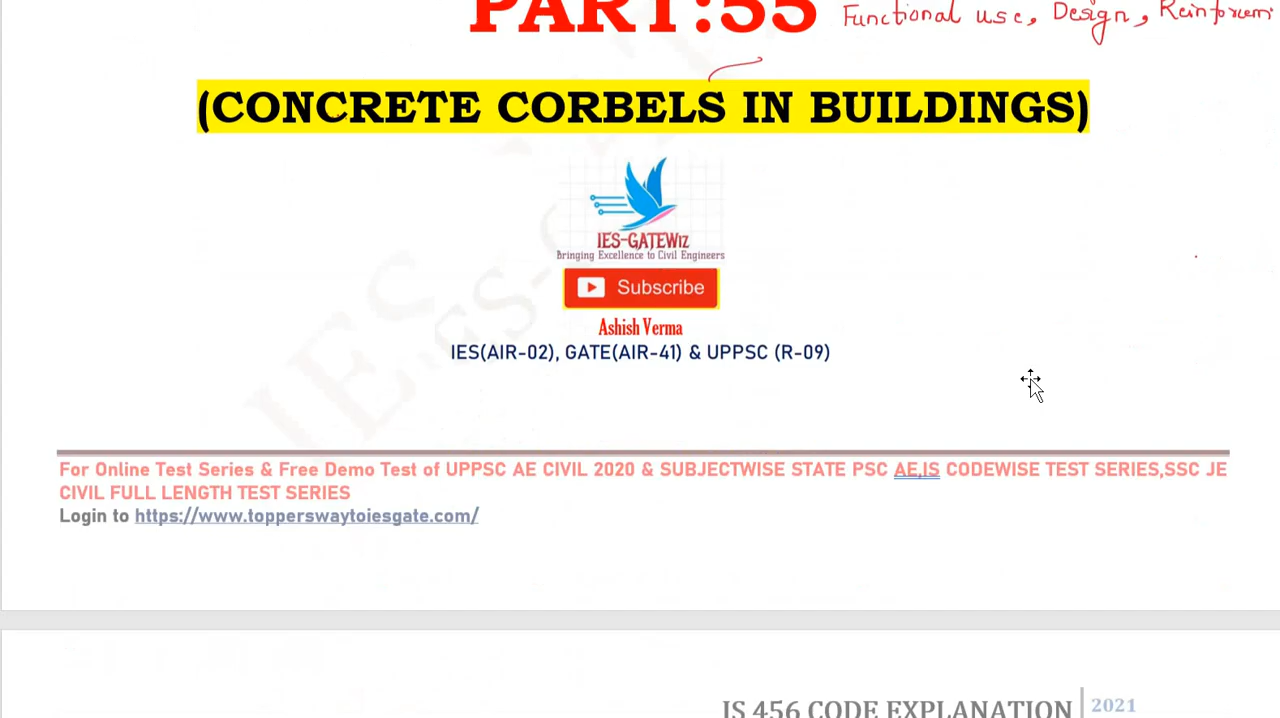 PART:55 Functional use, Design, Reinforcem
(CONCRETE CORBELS IN BUILDINGS)
IES-GATEWiz
Bringing Excellence to Civil Engineers
Subscribe
Ashish Verma
IES(AIR-02), GATE(AIR-41) & UPPSC (R-09)
For Online Test Series & Free Demo Test of UPPSC AE CIVIL 2020 & SUBJECTWISE STATE PSC AE,IS CODEWISE TEST SERIES,SSC JE
CIVIL FULL LENGTH TEST SERIES
Login to https://www.topperswaytoiesgate.com/
IS 456 CODE EXPLANATION 2021